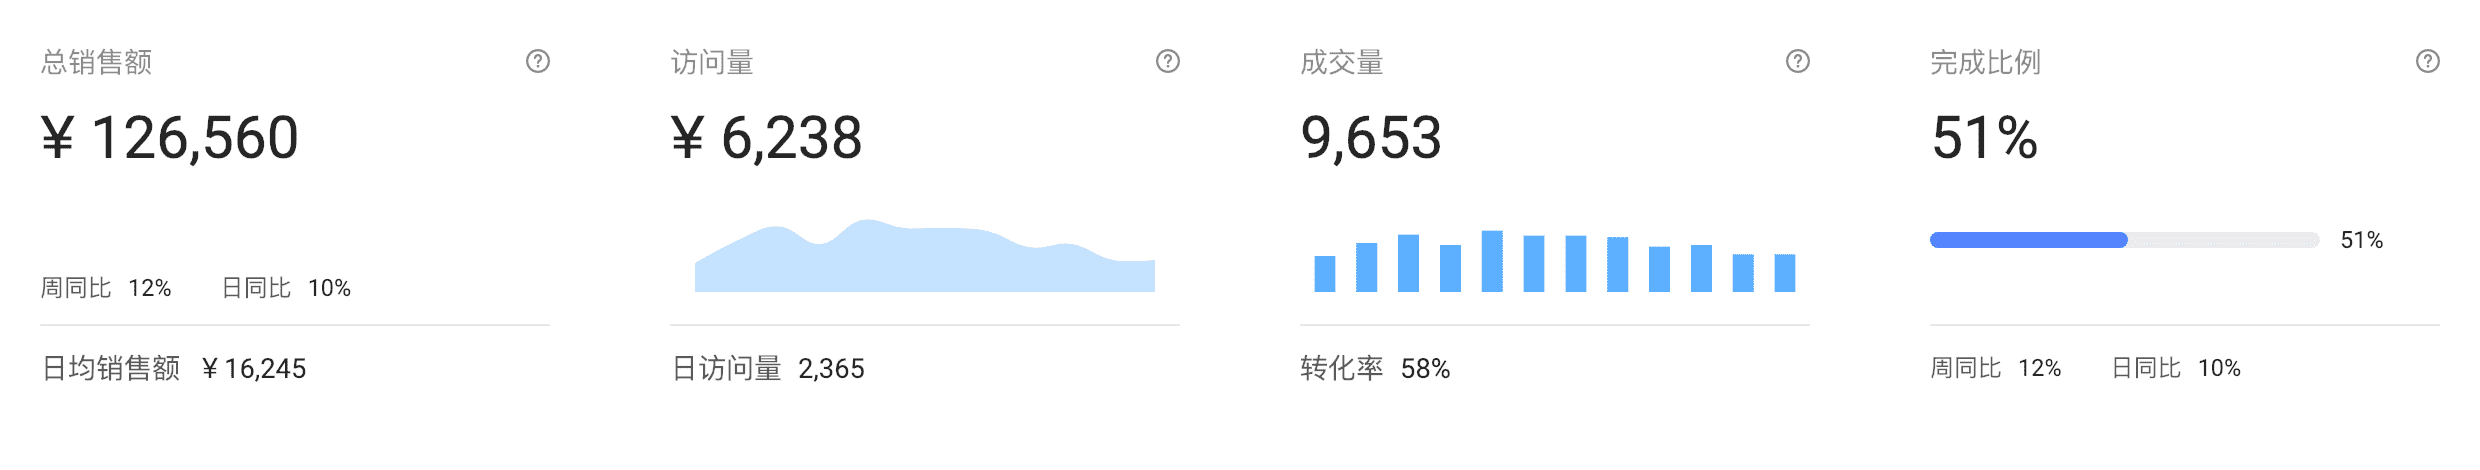 总销售额
¥ 126,560
周同比 12% 日同比 10%
日均销售额 ¥ 16,245
访问量
¥ 6,238
日访问量 2,365
成交量
9,653
转化率 58%
完成比例
51%
51%
周同比 12% 日同比 10%